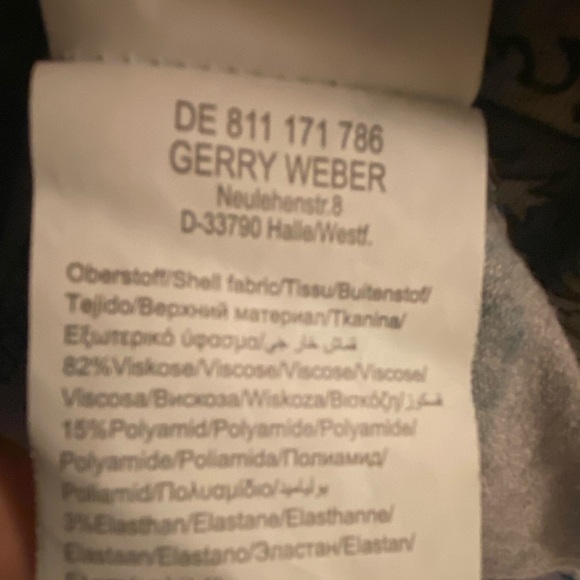 DE 811 171 786
GERRY WEBER
Neulehenstr.8
D-33790 Halle/Westf.
Oberstoff/Shell fabric/Tissu/Buitenstof/
Tejido/Верхний материал/Tkanina/
Εξωτερικό ύφασμα/
82%Viskose/Viscose/Viscose/Viscose/
Viscosa/Вискоза/Wiskoza/Βισκόζη/
15%Polyamid/Polyamide/Polyamide/
Polyamide/Poliamida/Полиамид/
Poliamid/Πολυαμίδιο/
3%Elasthan/Elastane/Elasthanne/
Elastaan/Elastano/Эластан/Elastan/